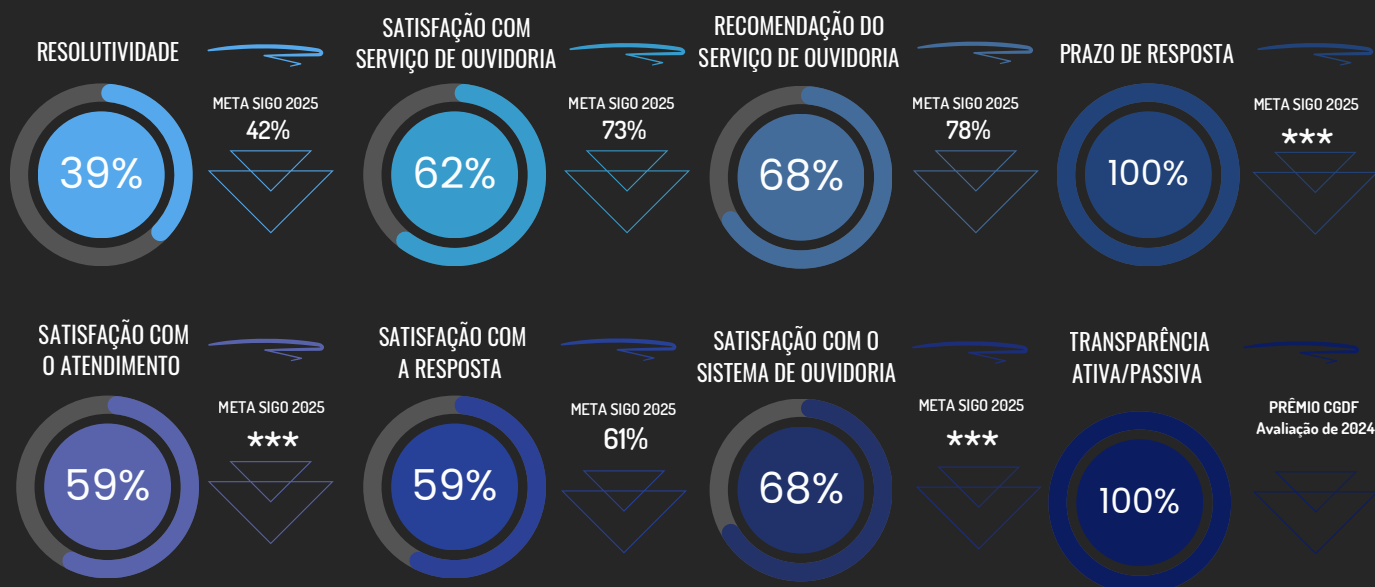 RESOLUTIVIDADE
META SIGO 2025
42%
39%
SATISFAÇÃO COM
SERVIÇO DE OUVIDORIA
META SIGO 2025
73%
62%
RECOMENDAÇÃO DO
SERVIÇO DE OUVIDORIA
META SIGO 2025
78%
68%
PRAZO DE RESPOSTA
META SIGO 2025
***
100%
SATISFAÇÃO COM
O ATENDIMENTO
META SIGO 2025
***
59%
SATISFAÇÃO COM
A RESPOSTA
META SIGO 2025
61%
59%
SATISFAÇÃO COM O
SISTEMA DE OUVIDORIA
META SIGO 2025
***
68%
TRANSPARÊNCIA
ATIVA/PASSIVA
PRÊMIO CGDF
Avaliação de 2024
100%